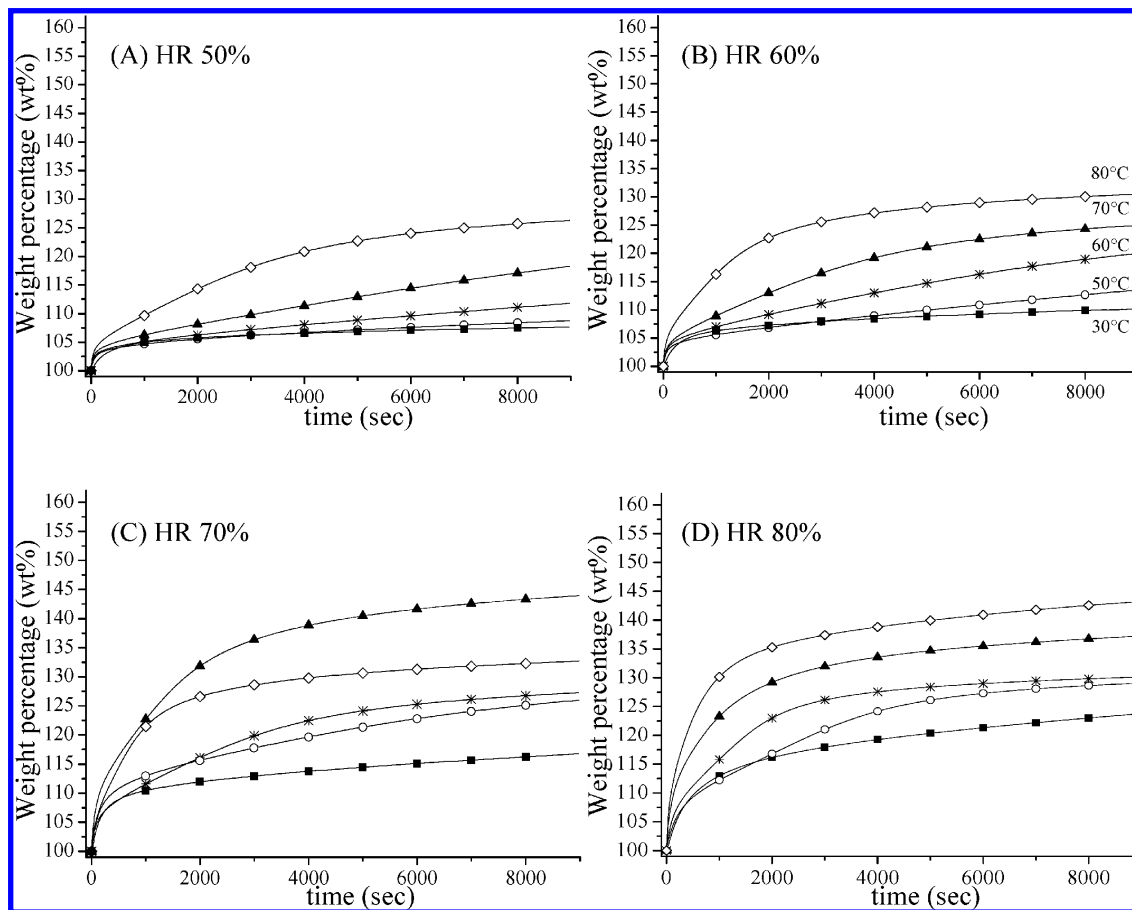 (A) HR 50%
Weight percentage (wt%)
160
155
150
145
140
135
130
125
120
115
110
105
100
0 2000 4000 6000 8000
time (sec)
(B) HR 60%
Weight percentage (wt%)
160
155
150
145
140
135
130
125
120
115
110
105
100
80°C
70°C
60°C
50°C
30°C
0 2000 4000 6000 8000
time (sec)
(C) HR 70%
Weight percentage (wt%)
160
155
150
145
140
135
130
125
120
115
110
105
100
0 2000 4000 6000 8000
time (sec)
(D) HR 80%
Weight percentage (wt%)
160
155
150
145
140
135
130
125
120
115
110
105
100
0 2000 4000 6000 8000
time (sec)